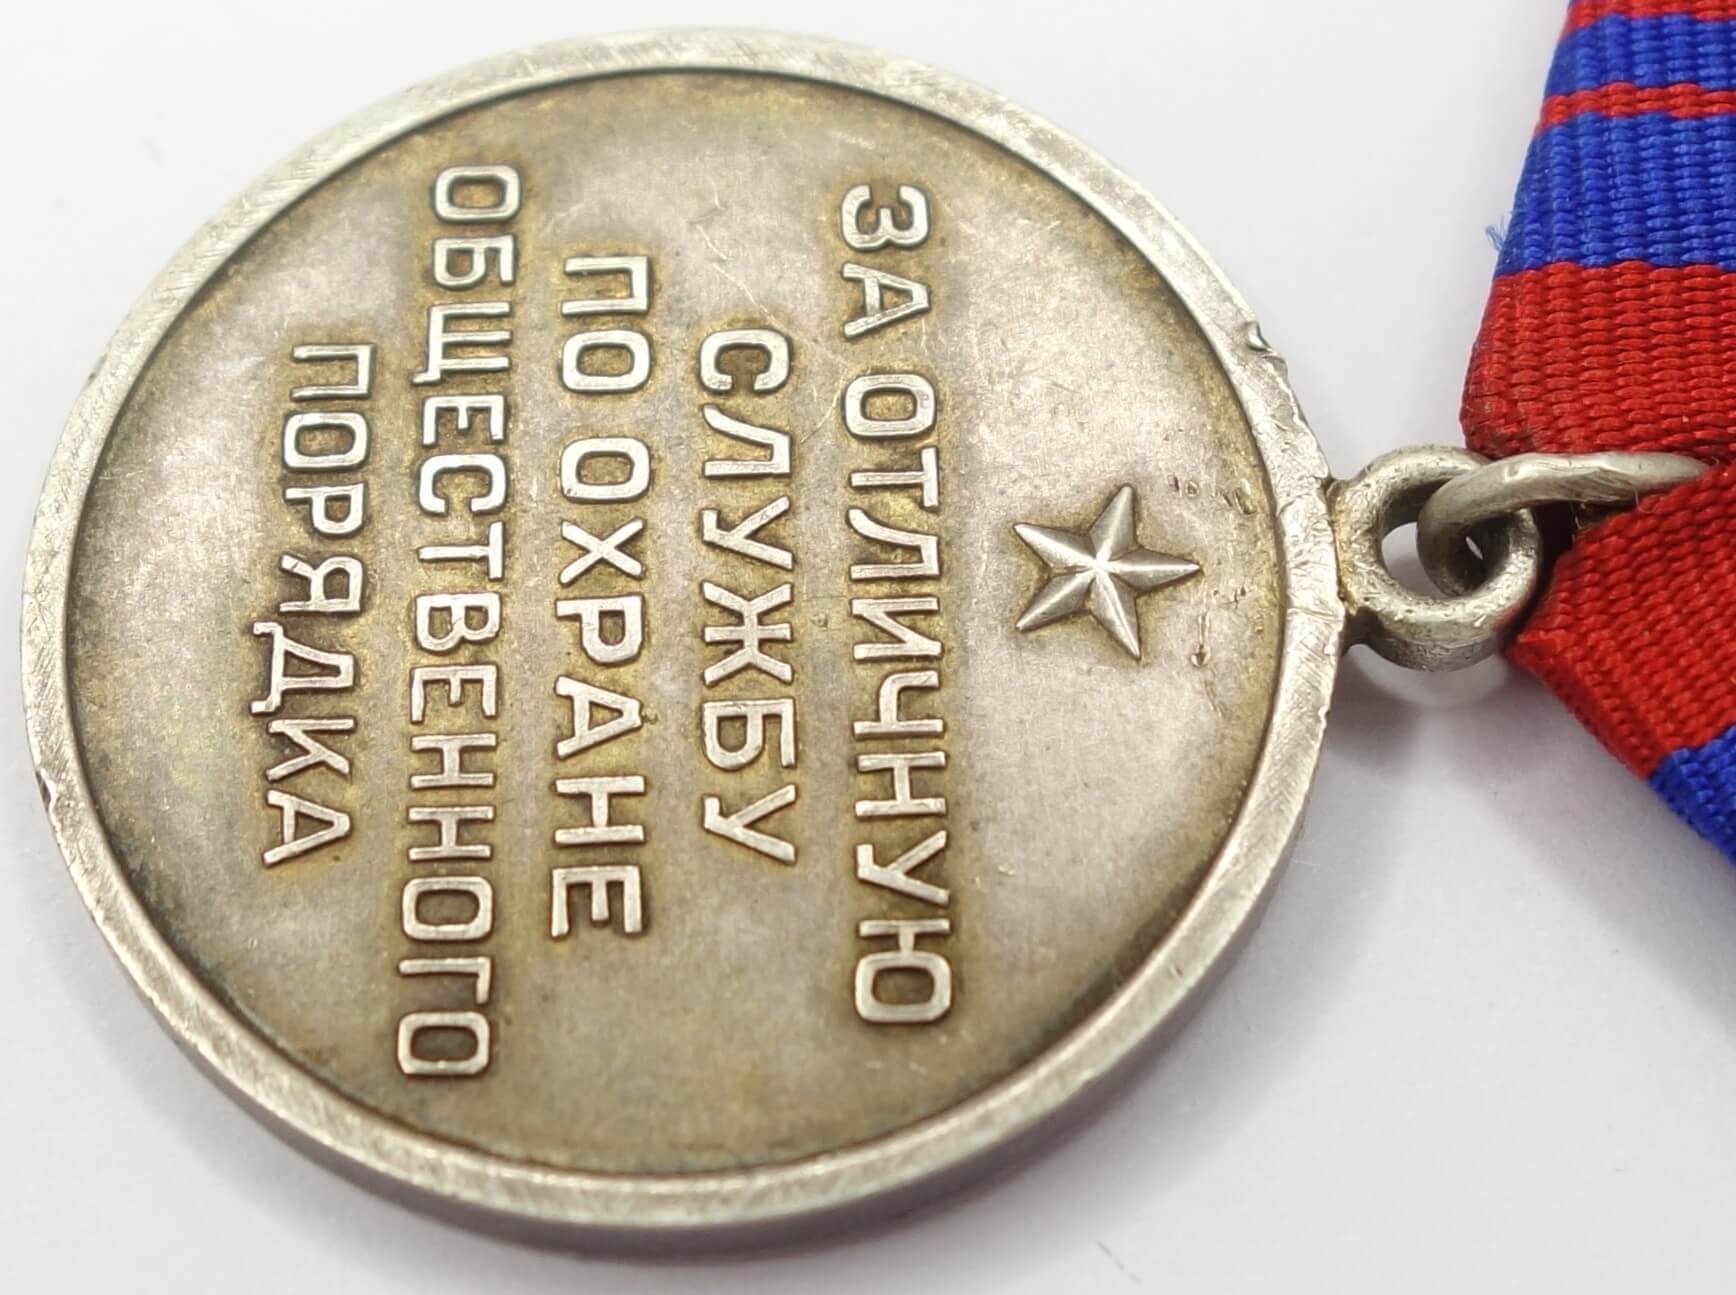 ЗА ОТЛИЧНУЮ
СЛУЖБУ
ПО ОХРАНЕ
ОБЩЕСТВЕННОГО
ПОРЯДКА